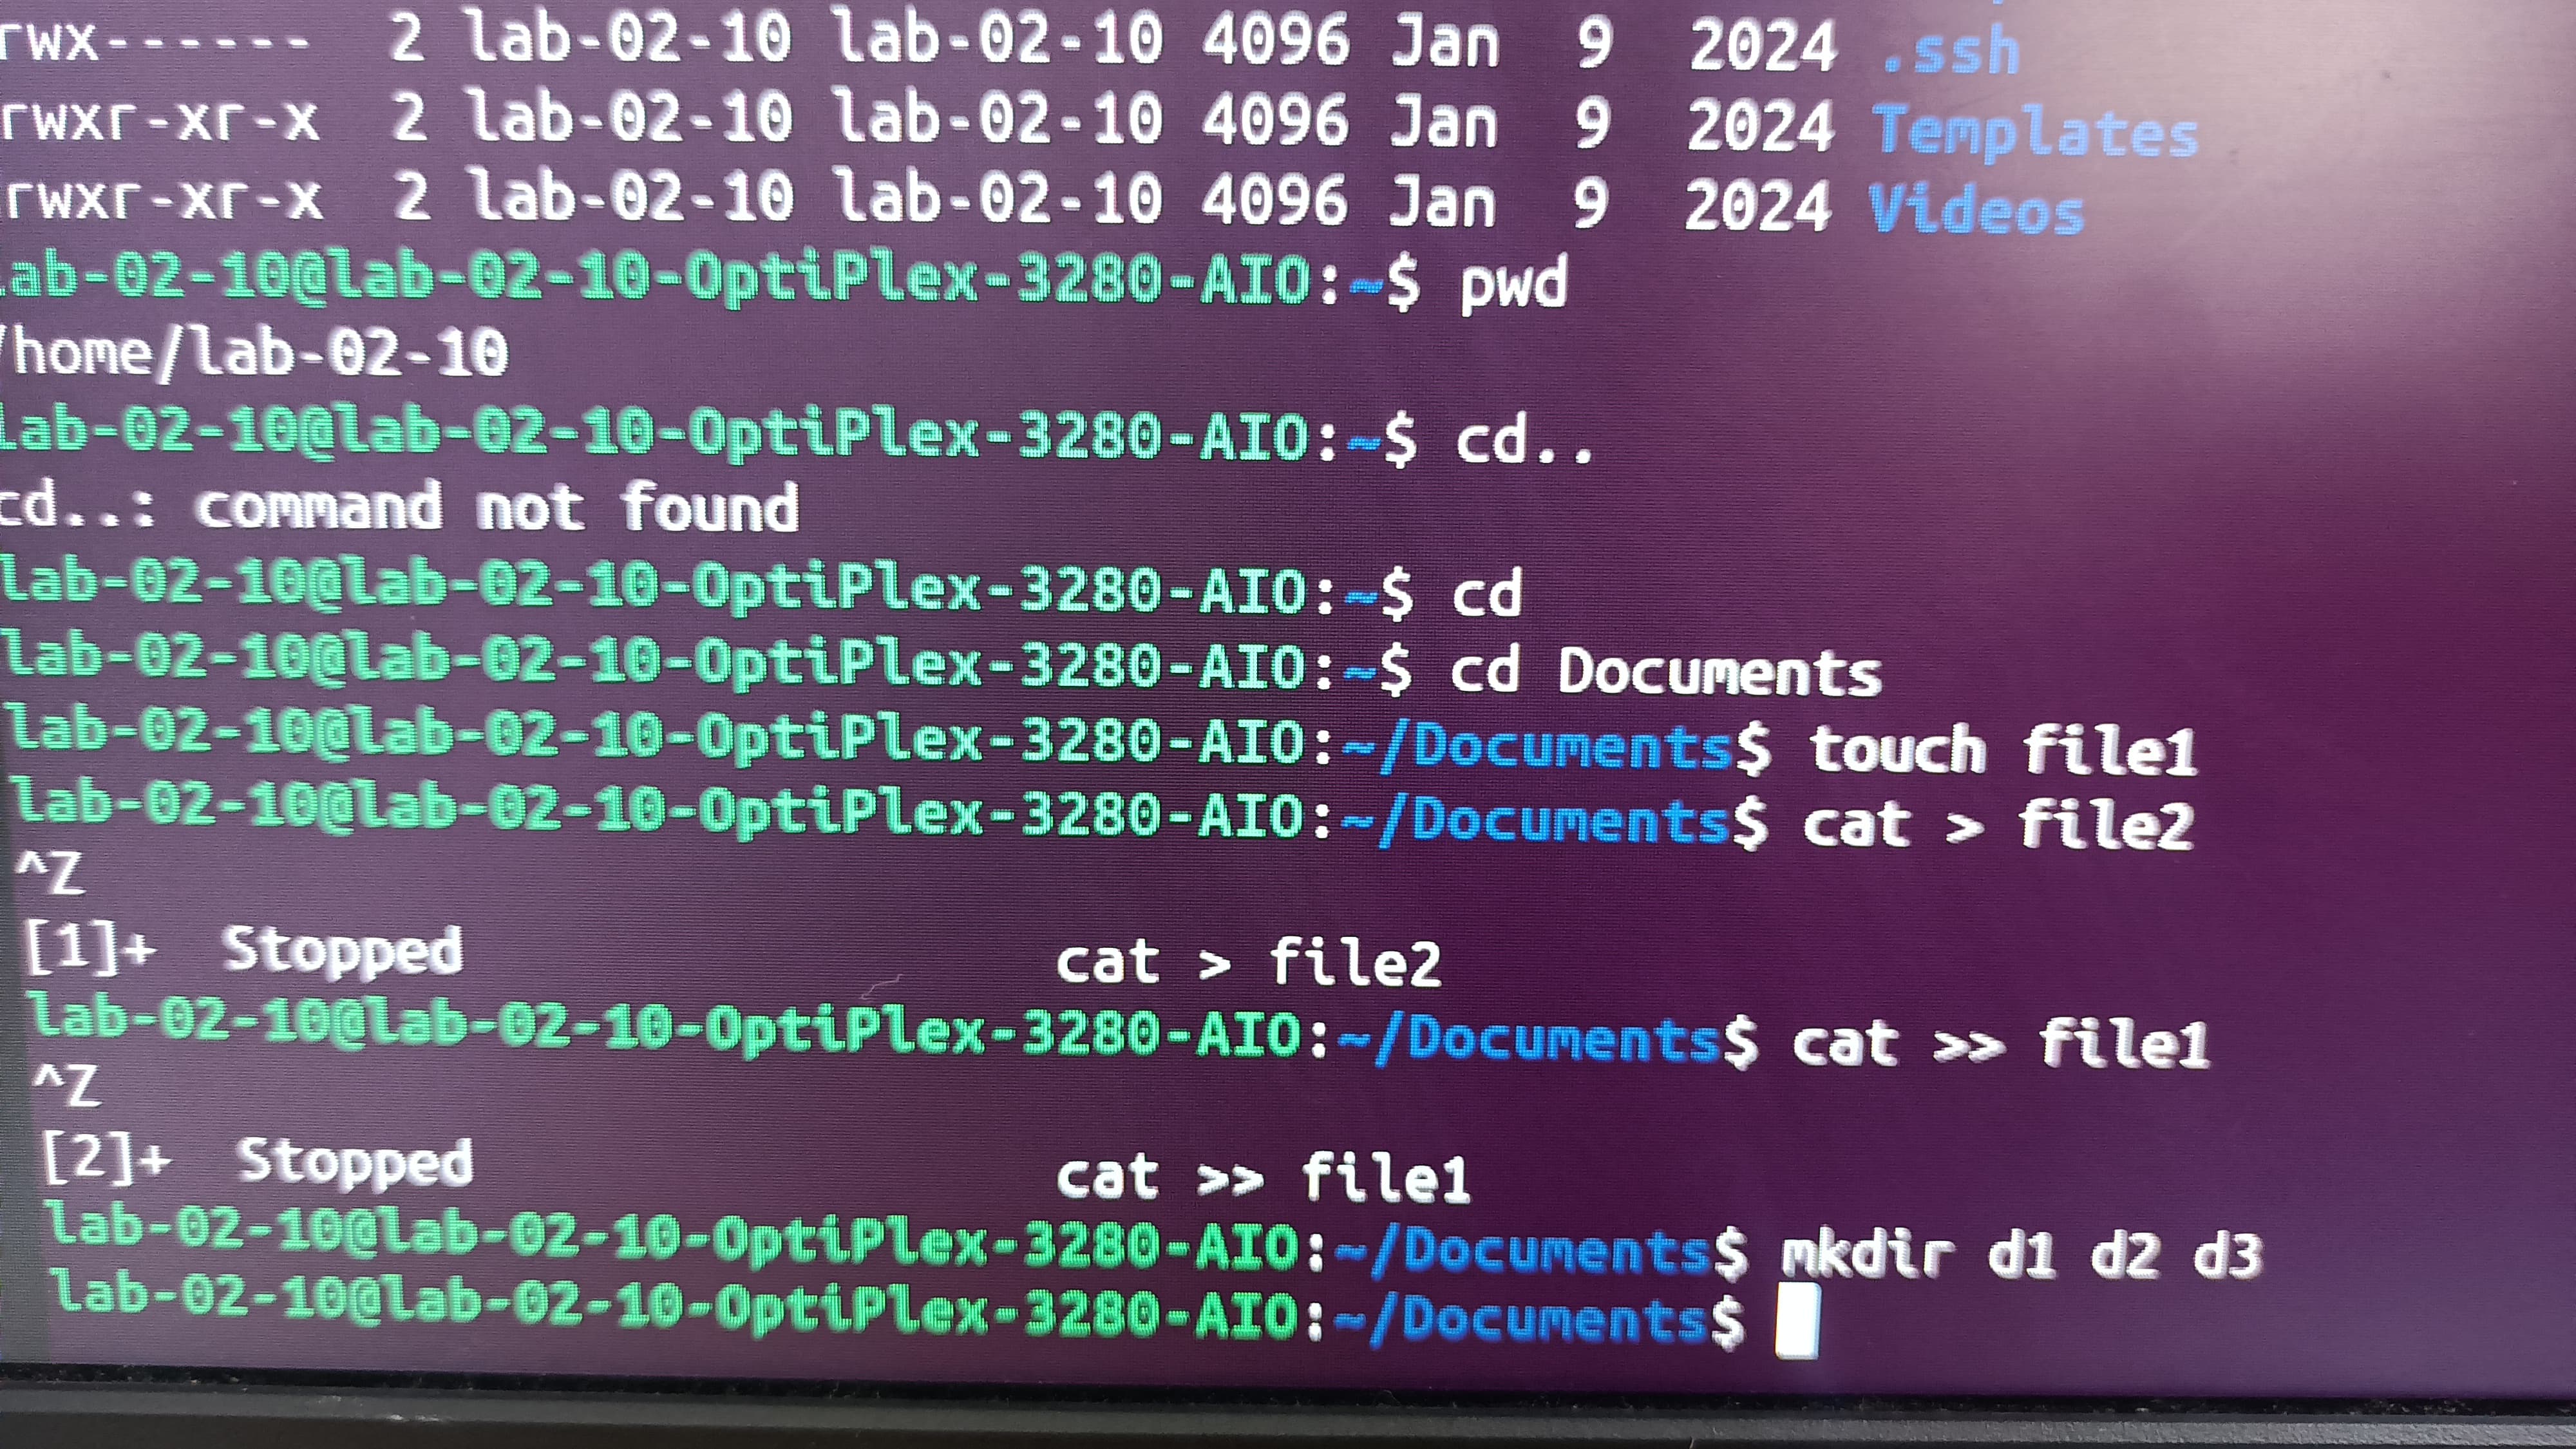 rwx------  2 lab-02-10 lab-02-10 4096 Jan  9  2024 .ssh
rwxr-xr-x  2 lab-02-10 lab-02-10 4096 Jan  9  2024 Templates
rwxr-xr-x  2 lab-02-10 lab-02-10 4096 Jan  9  2024 Videos
lab-02-10@lab-02-10-OptiPlex-3280-AIO:~$ pwd
/home/lab-02-10
lab-02-10@lab-02-10-OptiPlex-3280-AIO:~$ cd..
cd..: command not found
lab-02-10@lab-02-10-OptiPlex-3280-AIO:~$ cd
lab-02-10@lab-02-10-OptiPlex-3280-AIO:~$ cd Documents
lab-02-10@lab-02-10-OptiPlex-3280-AIO:~/Documents$ touch file1
lab-02-10@lab-02-10-OptiPlex-3280-AIO:~/Documents$ cat > file2
^Z
[1]+  Stopped                 cat > file2
lab-02-10@lab-02-10-OptiPlex-3280-AIO:~/Documents$ cat >> file1
^Z
[2]+  Stopped                 cat >> file1
lab-02-10@lab-02-10-OptiPlex-3280-AIO:~/Documents$ mkdir d1 d2 d3
lab-02-10@lab-02-10-OptiPlex-3280-AIO:~/Documents$